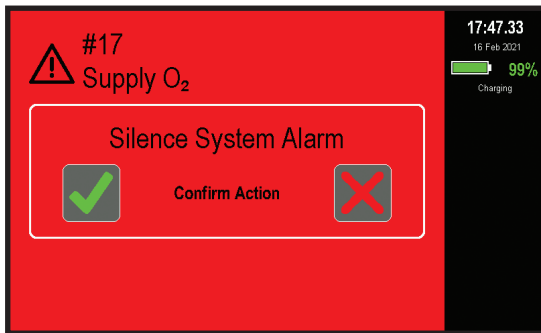 #17
Supply O₂
Silence System Alarm
Confirm Action
17:47.33
16 Feb 2021
99%
Charging